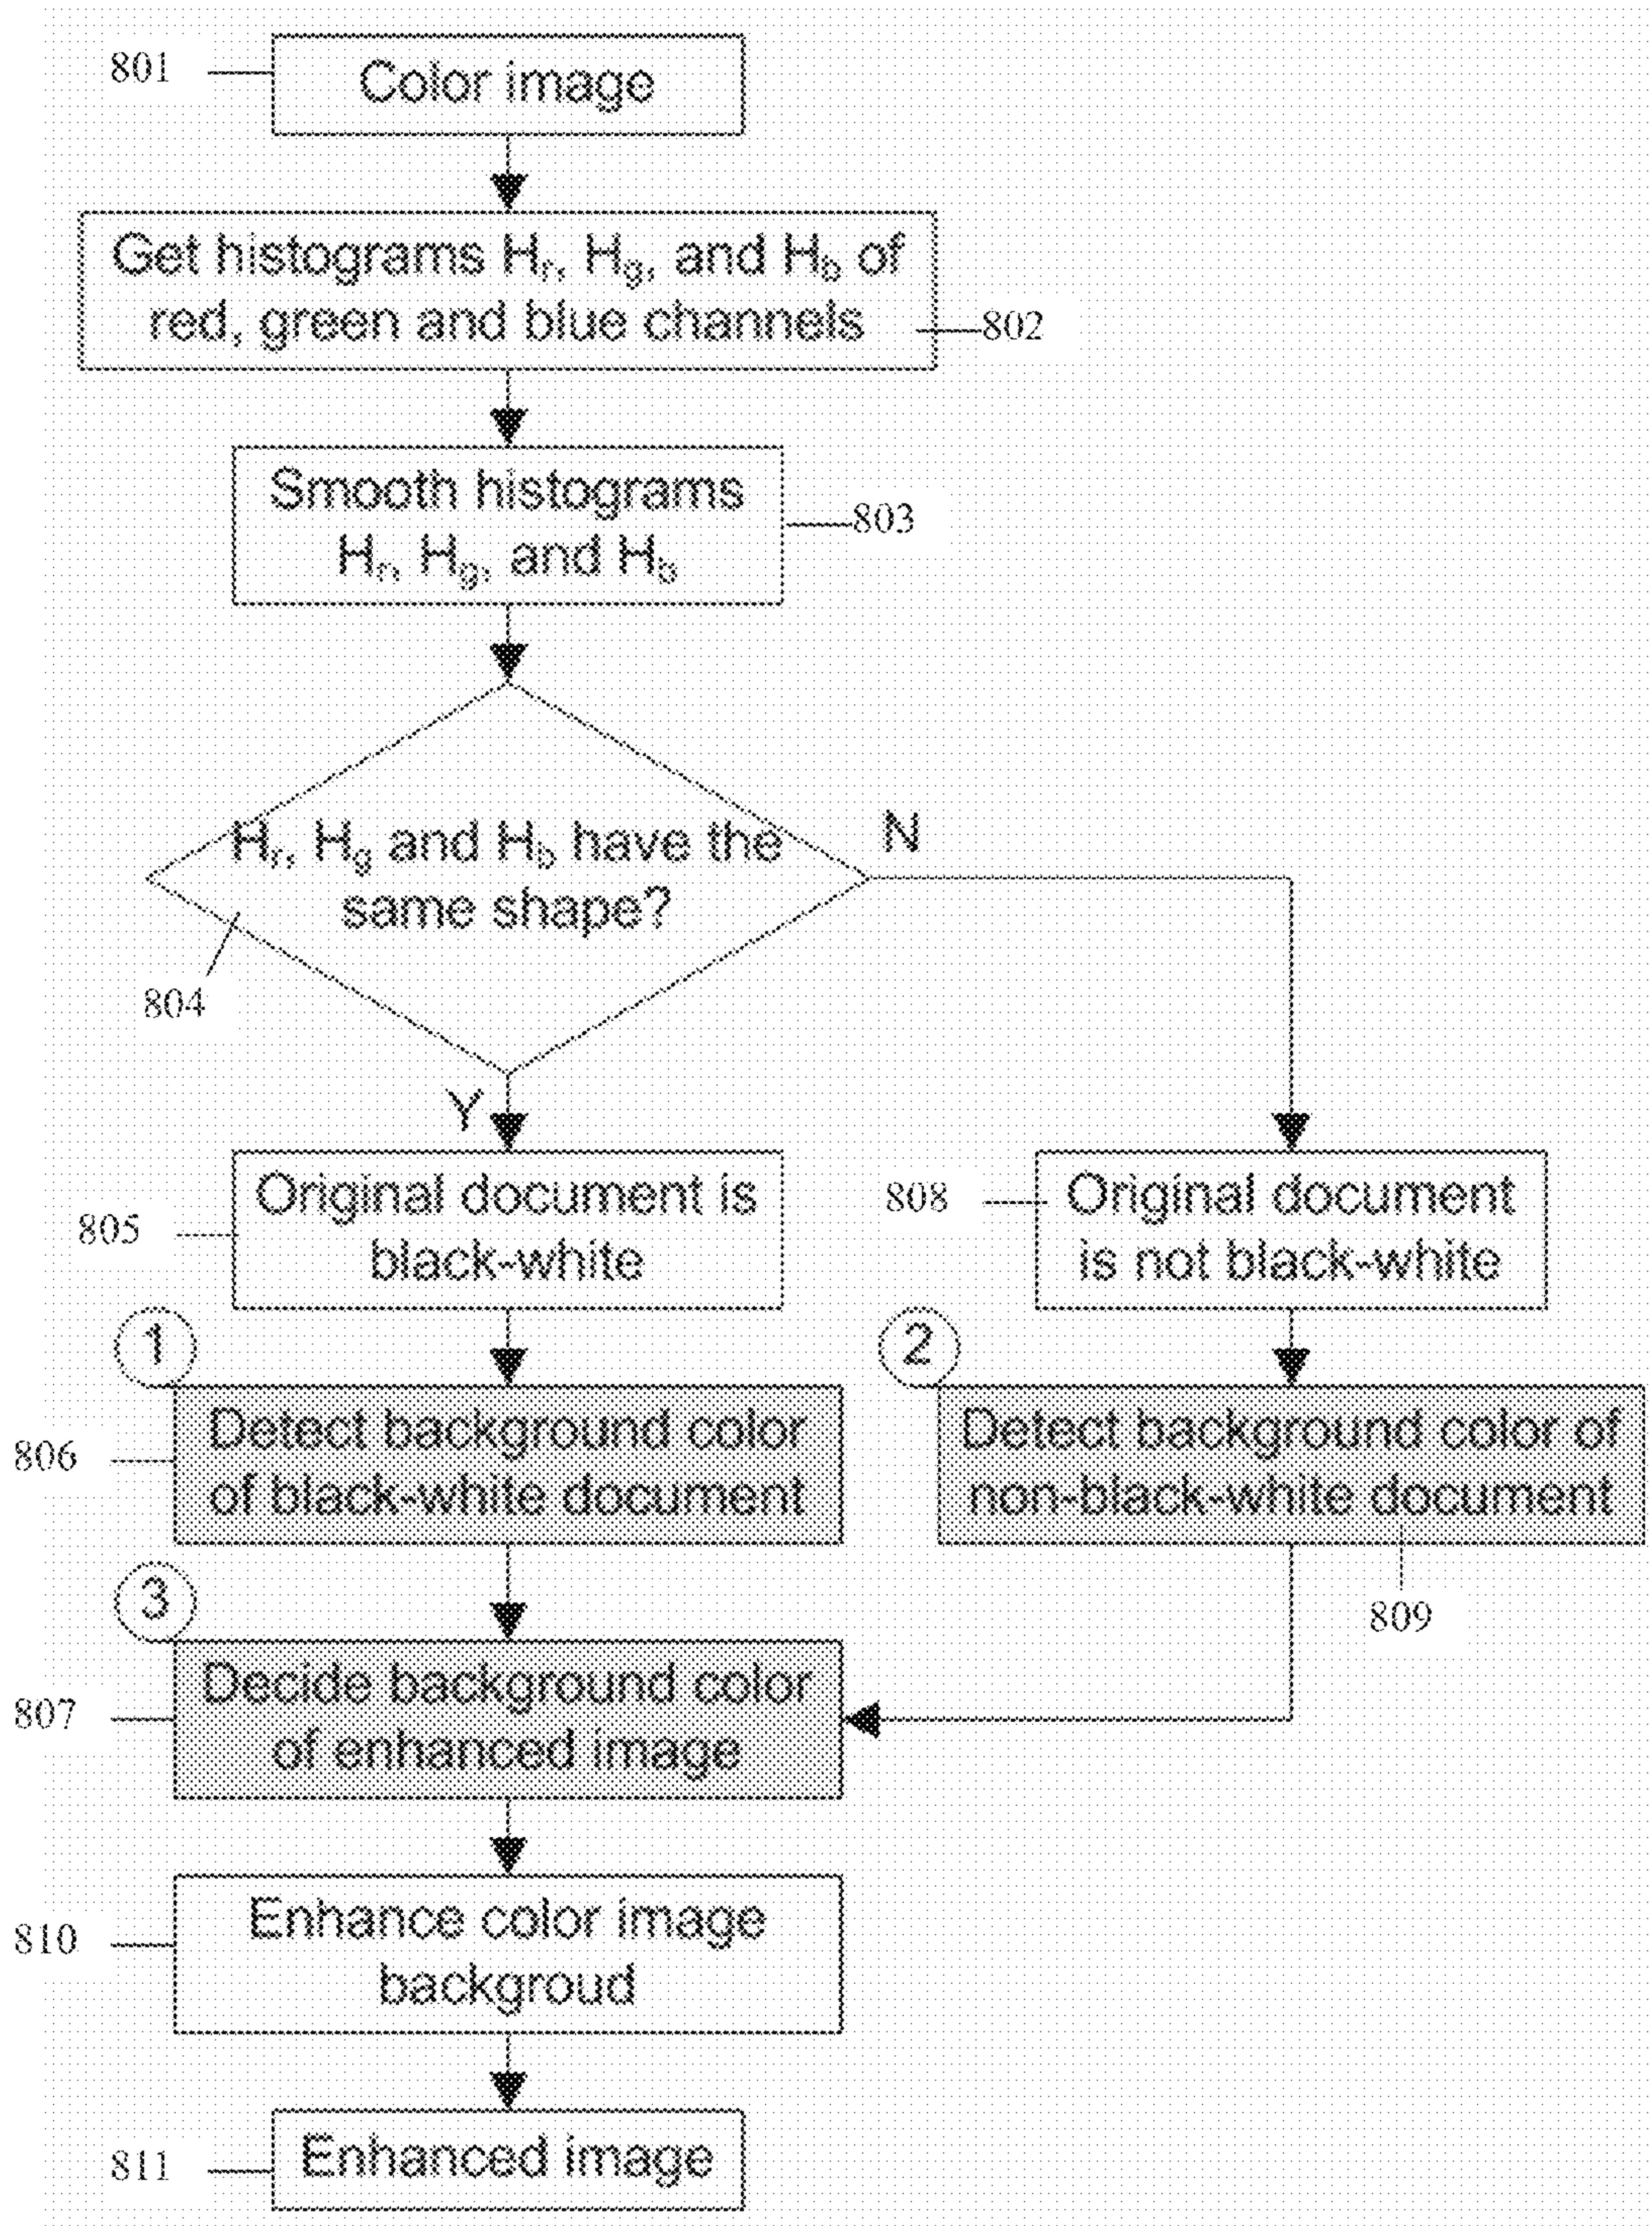 801
Color image
Get histograms Hr, Hg, and Hb of
red, green and blue channels
802
Smooth histograms
Hr, Hg, and Hb
803
Hr, Hg and Hb have the
same shape?
804
N
Y
Original document is
black-white
805
808
Original document
is not black-white
1
Detect background color
of black-white document
806
2
Detect background color of
non-black-white document
809
3
Decide background color
of enhanced image
807
Enhance color image
backgroud
810
Enhanced image
811